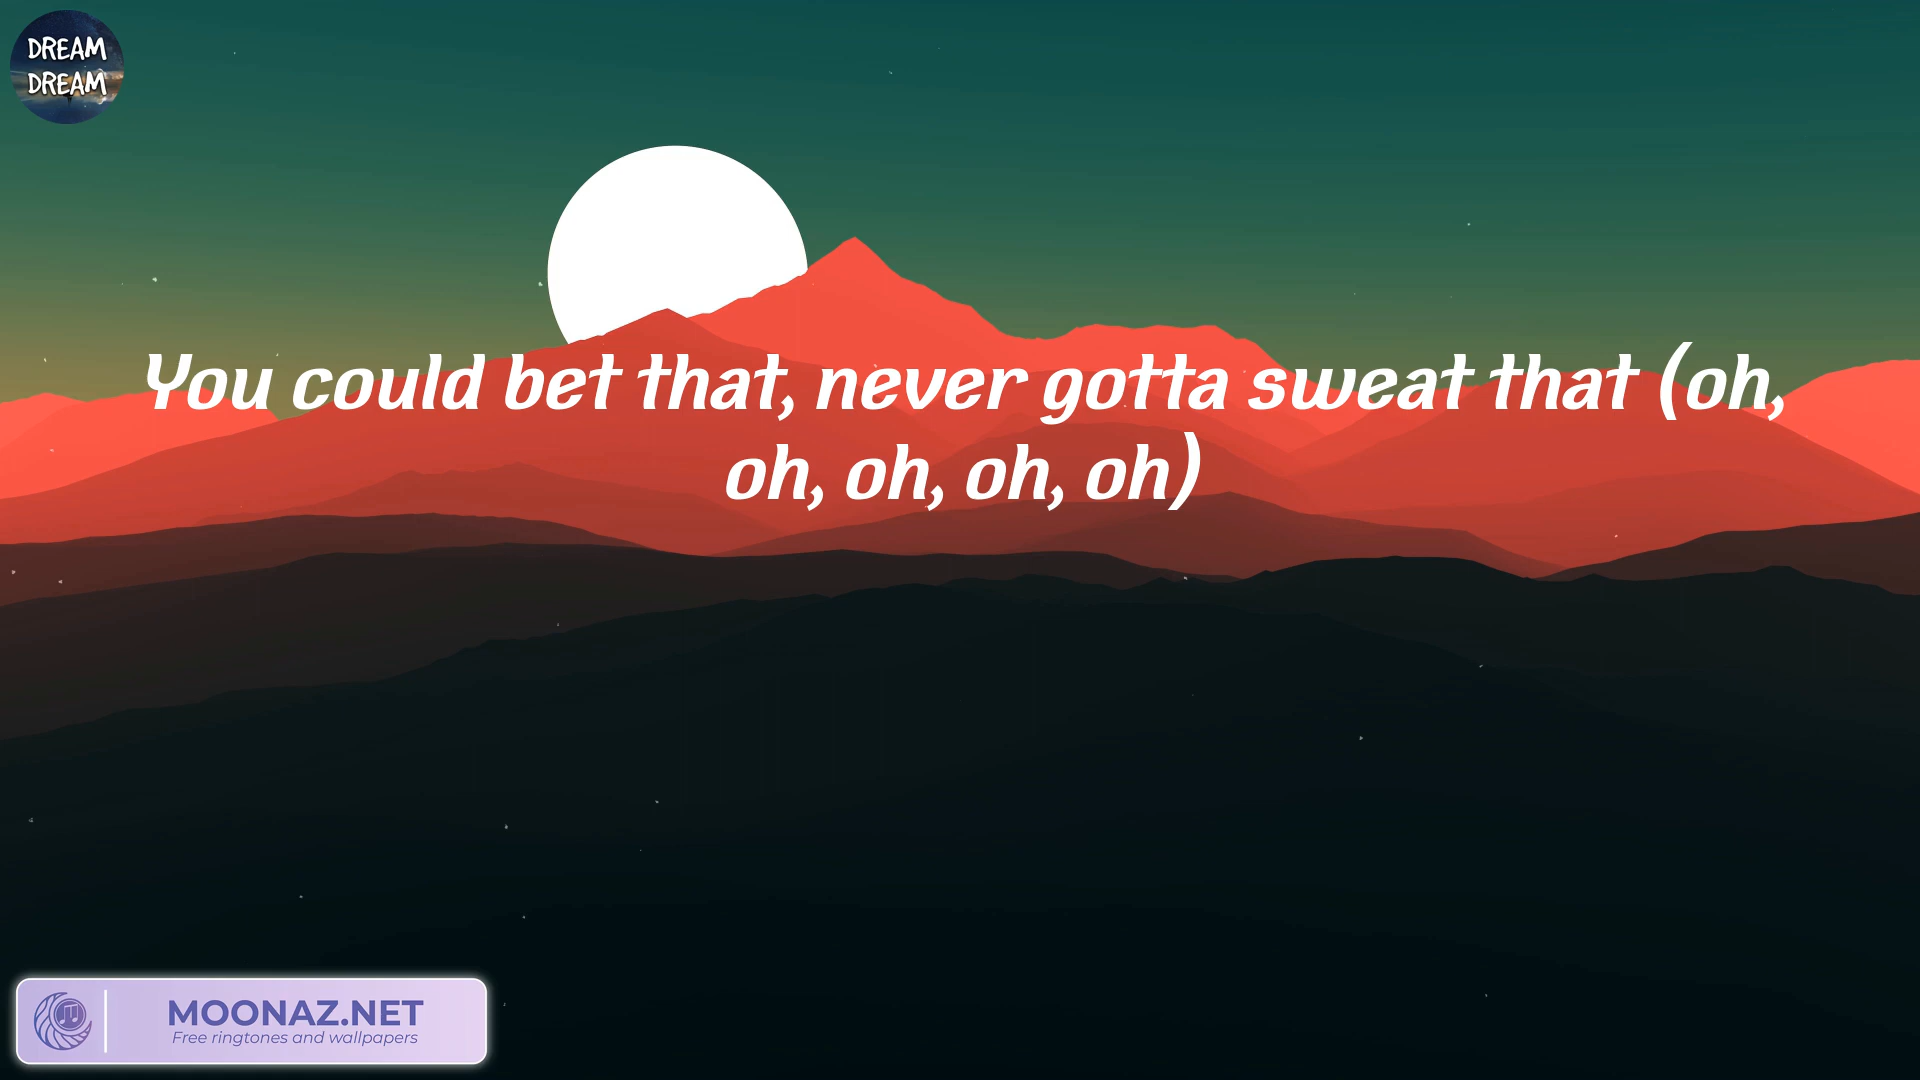 DREAM
DREAM
You could bet that, never gotta sweat that (oh,
oh, oh, oh, oh)
MOONAZ.NET
Free ringtones and wallpapers